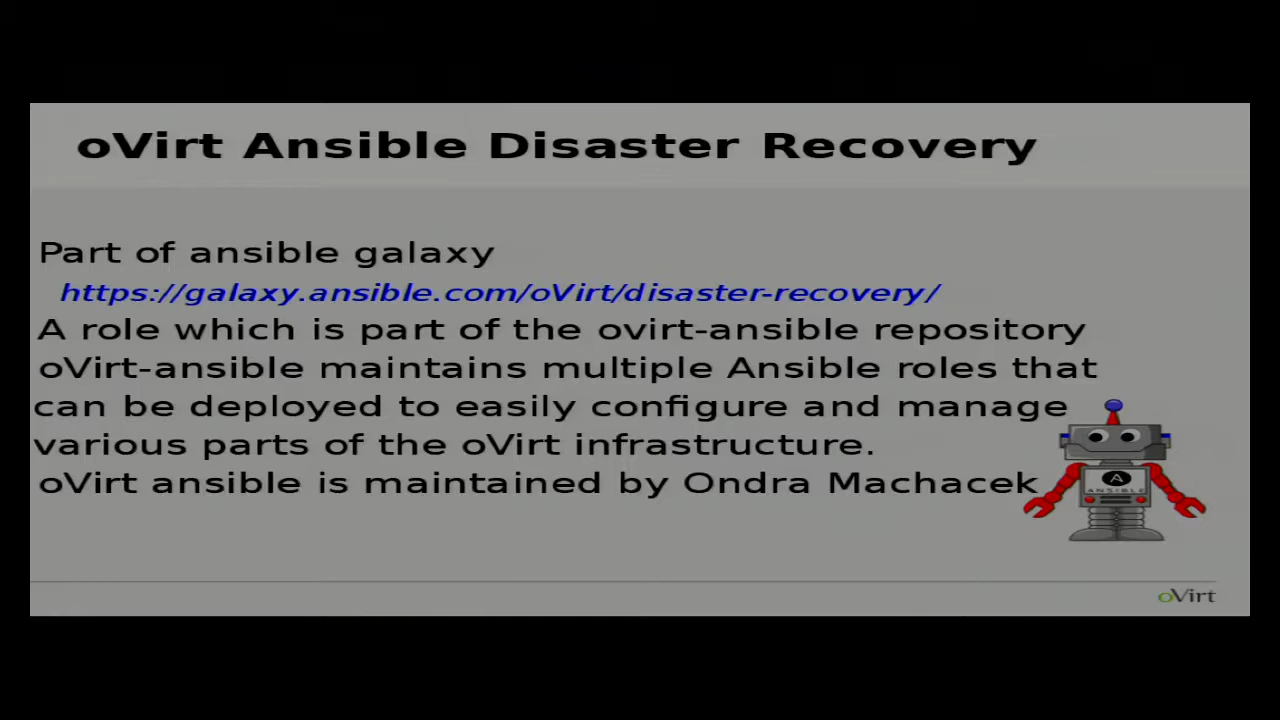 oVirt Ansible Disaster Recovery
Part of ansible galaxy
https://galaxy.ansible.com/oVirt/disaster-recovery/
A role which is part of the ovirt-ansible repository
oVirt-ansible maintains multiple Ansible roles that
can be deployed to easily configure and manage
various parts of the oVirt infrastructure.
oVirt ansible is maintained by Ondra Machacek
A
ANSIBLE
oVirt